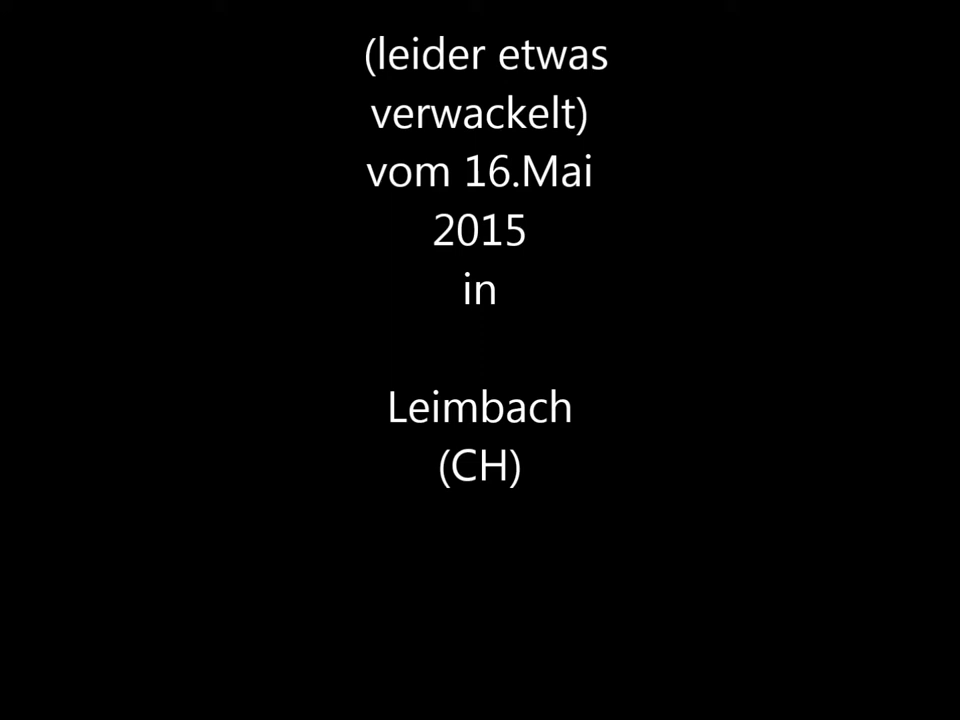 (leider etwas
verwackelt)
vom 16.Mai
2015
in
Leimbach
(CH)